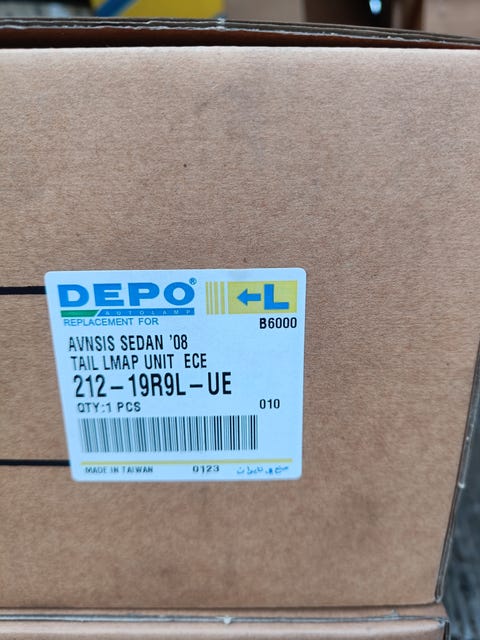 DEPO® ←L
AUTOLAMP
REPLACEMENT FOR B6000
AVNSIS SEDAN '08
TAIL LMAP UNIT ECE
212-19R9L-UE
QTY:1 PCS 010
MADE IN TAIWAN 0123